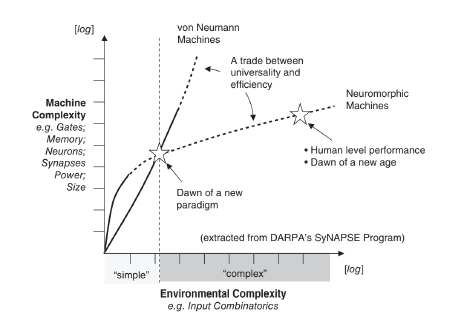 [log]
von Neumann
Machines
A trade between
universality and
efficiency
Neuromorphic
Machines
Machine
Complexity
e.g. Gates;
Memory;
Neurons;
Synapses
Power;
Size
• Human level performance
• Dawn of a new age
Dawn of a new
paradigm
(extracted from DARPA's SyNAPSE Program)
"simple"
"complex"
[log]
Environmental Complexity
e.g. Input Combinatorics